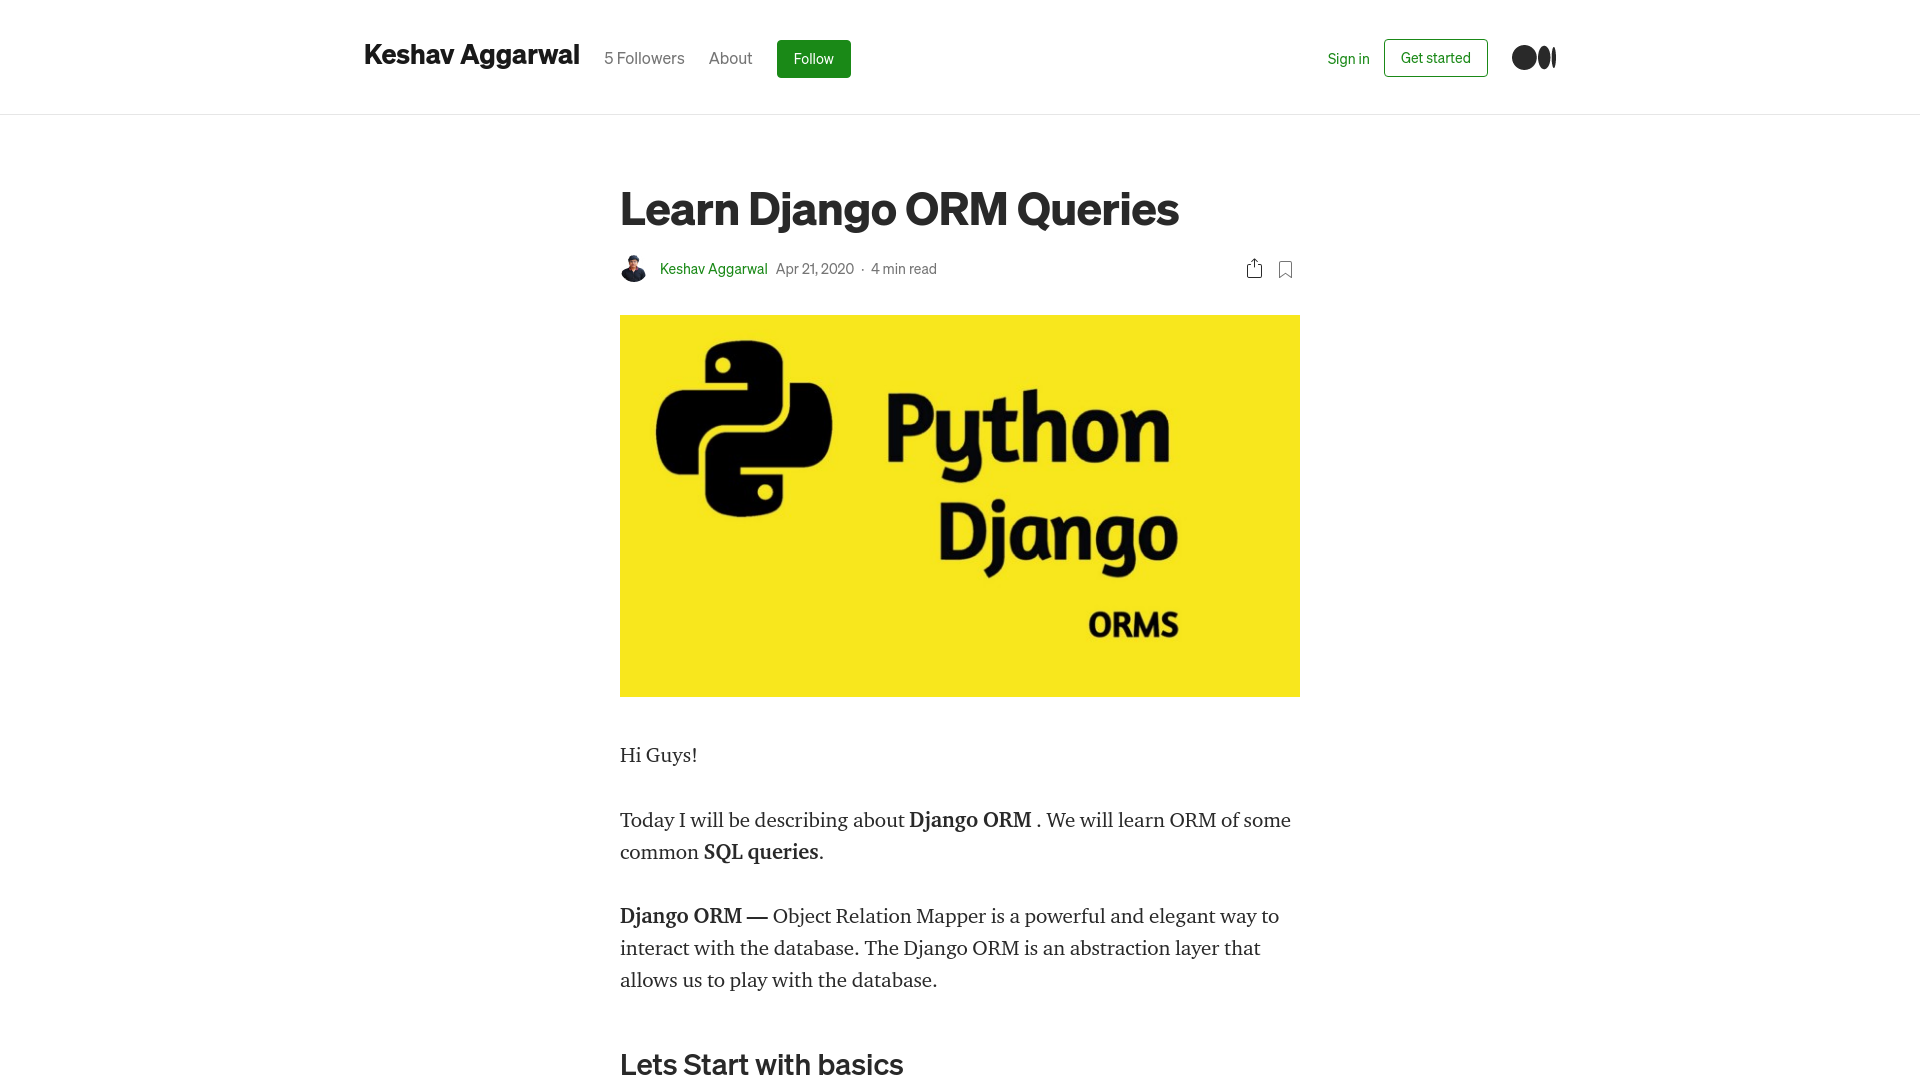 Keshav Aggarwal
5 Followers
About
Follow
Sign in
Get started
Learn Django ORM Queries
Keshav Aggarwal Apr 21, 2020 · 4 min read
Python
Django
ORMS
Hi Guys!
Today I will be describing about Django ORM . We will learn ORM of some
common SQL queries.
Django ORM — Object Relation Mapper is a powerful and elegant way to
interact with the database. The Django ORM is an abstraction layer that
allows us to play with the database.
Lets Start with basics